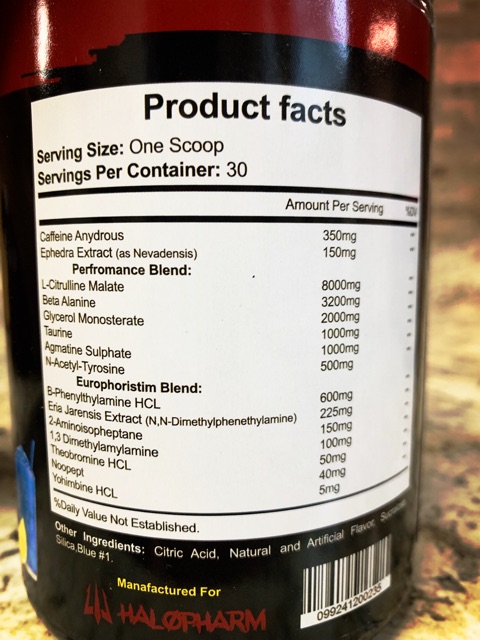 Product facts
Serving Size: One Scoop
Servings Per Container: 30
Amount Per Serving %DV
Caffeine Anydrous 350mg -
Ephedra Extract (as Nevadensis) 150mg -
Perfromance Blend:
L-Citrulline Malate 8000mg -
Beta Alanine 3200mg -
Glycerol Monosterate 2000mg -
Taurine 1000mg -
Agmatine Sulphate 1000mg -
N-Acetyl-Tyrosine 500mg -
Europhoristim Blend:
B-Phenylthylamine HCL 600mg -
Eria Jarensis Extract (N,N-Dimethylphenethylamine) 225mg -
2-Aminoisopheptane 150mg -
1,3 Dimethylamylamine 100mg -
Theobromine HCL 50mg -
Noopept 40mg -
Yohimbine HCL 5mg -
%Daily Value Not Established.
Other Ingredients: Citric Acid, Natural and Artificial Flavor,
Silica,Blue #1.
Manafactured For
HALØPHARM
099241200235